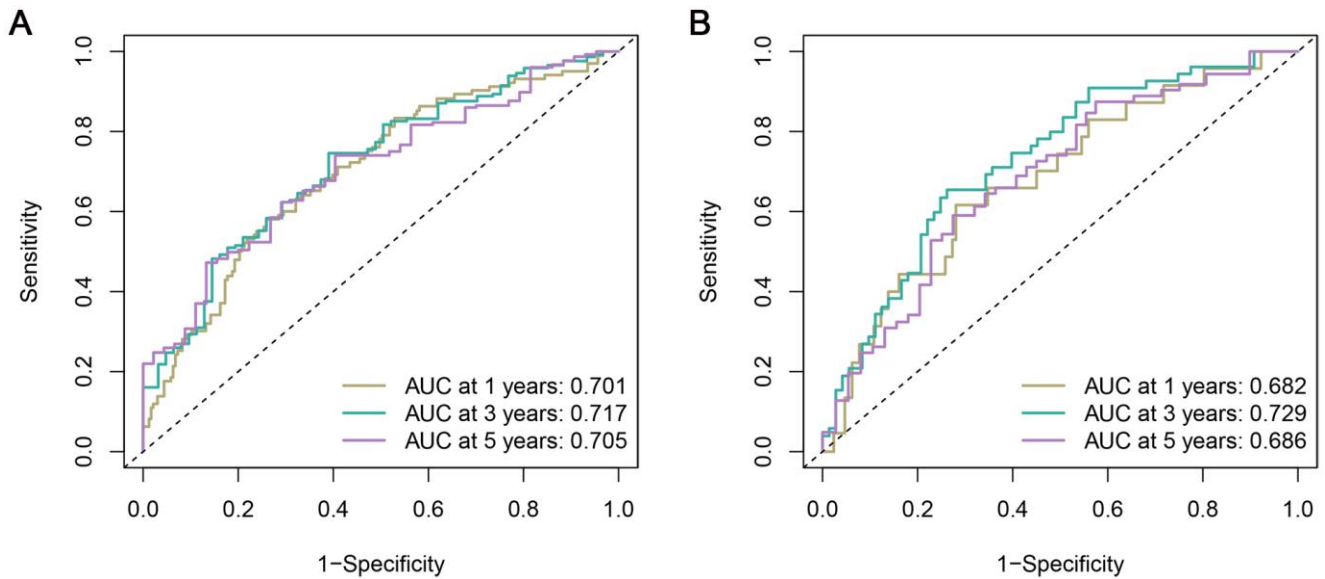 A
Sensitivity
1.0
0.8
0.6
0.4
0.2
0.0
AUC at 1 years: 0.701
AUC at 3 years: 0.717
AUC at 5 years: 0.705
0.0 0.2 0.4 0.6 0.8 1.0
1−Specificity
B
Sensitivity
1.0
0.8
0.6
0.4
0.2
0.0
AUC at 1 years: 0.682
AUC at 3 years: 0.729
AUC at 5 years: 0.686
0.0 0.2 0.4 0.6 0.8 1.0
1−Specificity